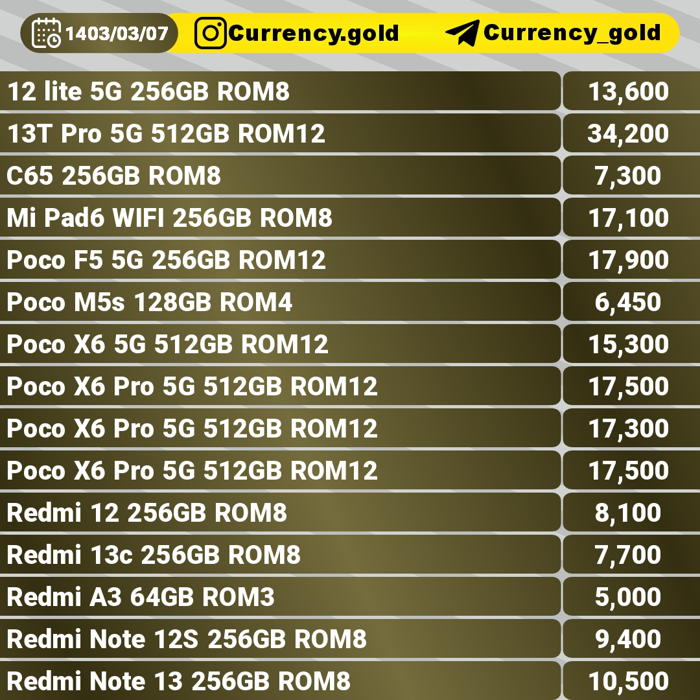 1403/03/07 Currency.gold Currency_gold
12 lite 5G 256GB ROM8 13,600
13T Pro 5G 512GB ROM12 34,200
C65 256GB ROM8 7,300
Mi Pad6 WIFI 256GB ROM8 17,100
Poco F5 5G 256GB ROM12 17,900
Poco M5s 128GB ROM4 6,450
Poco X6 5G 512GB ROM12 15,300
Poco X6 Pro 5G 512GB ROM12 17,500
Poco X6 Pro 5G 512GB ROM12 17,300
Poco X6 Pro 5G 512GB ROM12 17,500
Redmi 12 256GB ROM8 8,100
Redmi 13c 256GB ROM8 7,700
Redmi A3 64GB ROM3 5,000
Redmi Note 12S 256GB ROM8 9,400
Redmi Note 13 256GB ROM8 10,500